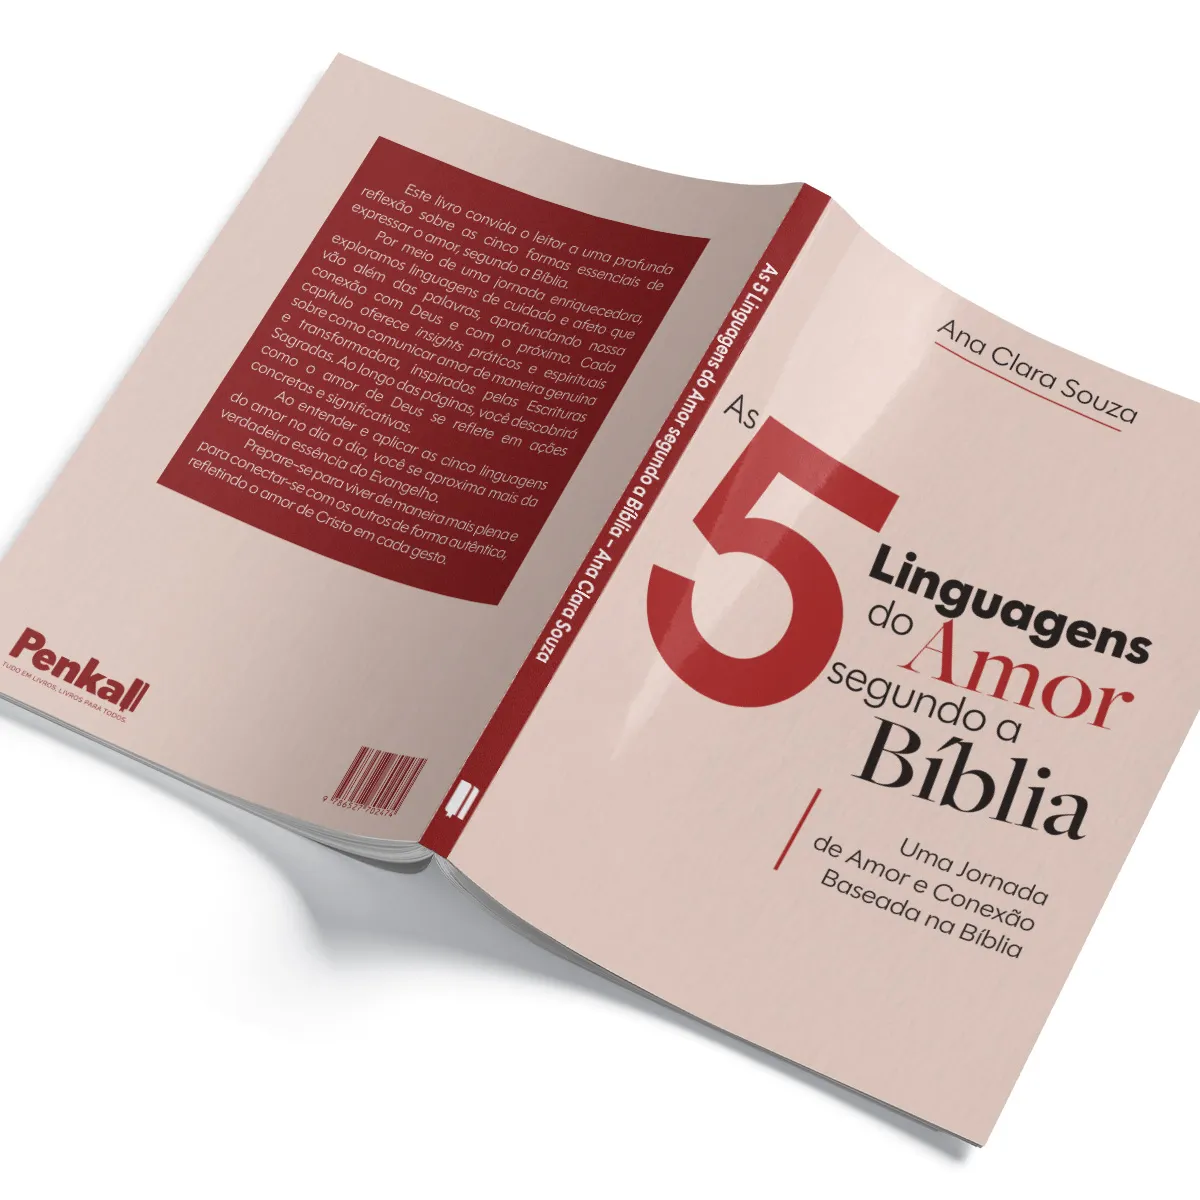 Este livro convida o leitor a uma profunda
reflexão sobre as cinco formas essenciais de
expressar o amor, segundo a Bíblia.
Por meio de uma jornada enriquecedora,
exploramos linguagens de cuidado e afeto que
vão além das palavras, aprofundando nossa
conexão com Deus e com o próximo. Cada
capítulo oferece insights práticos e espirituais
sobre como comunicar amor de maneira genuína
e transformadora, inspirados pelas Escrituras
Sagradas. Ao longo das páginas, você descobrirá
como o amor de Deus se reflete em ações
concretas e significativas.
Ao entender e aplicar as cinco linguagens
do amor no dia a dia, você se aproxima mais da
verdadeira essência do Evangelho.
Prepare-se para viver de maneira mais plena e
para conectar-se com os outros de forma autêntica,
refletindo o amor de Cristo em cada gesto.
Penkall
TUDO EM LIVROS, LIVROS PARA TODOS.
9 786527 702474
As 5 Linguagens do Amor segundo a Bíblia - Ana Clara Souza
Ana Clara Souza
As
5
Linguagens
do Amor
segundo a
Bíblia
Uma Jornada
de Amor e Conexão
Baseada na Bíblia